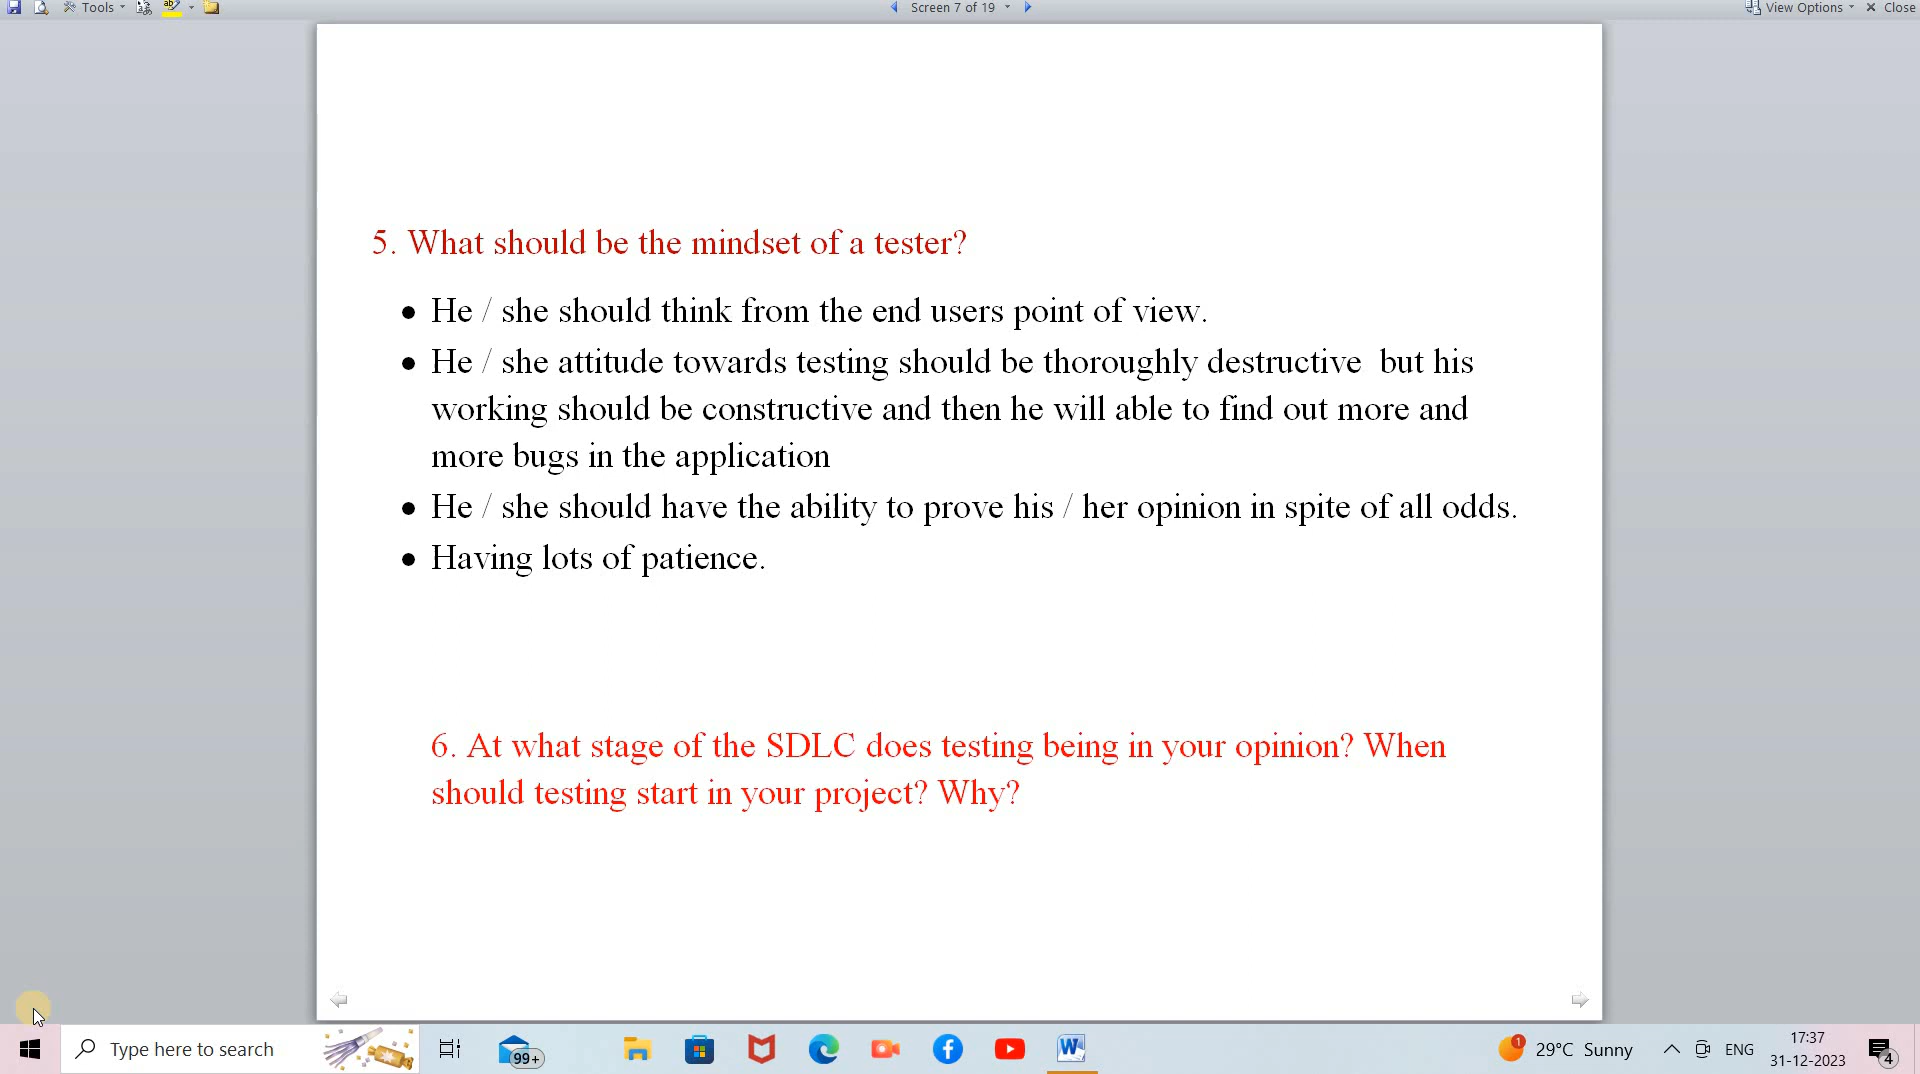 Tools
Screen 7 of 19
View Options
Close
5. What should be the mindset of a tester?
● He / she should think from the end users point of view.
● He / she attitude towards testing should be thoroughly destructive  but his
working should be constructive and then he will able to find out more and
more bugs in the application
● He / she should have the ability to prove his / her opinion in spite of all odds.
● Having lots of patience.
6. At what stage of the SDLC does testing being in your opinion? When
should testing start in your project? Why?
Type here to search
99+
1
29°C Sunny
ENG
17:37
31-12-2023
4